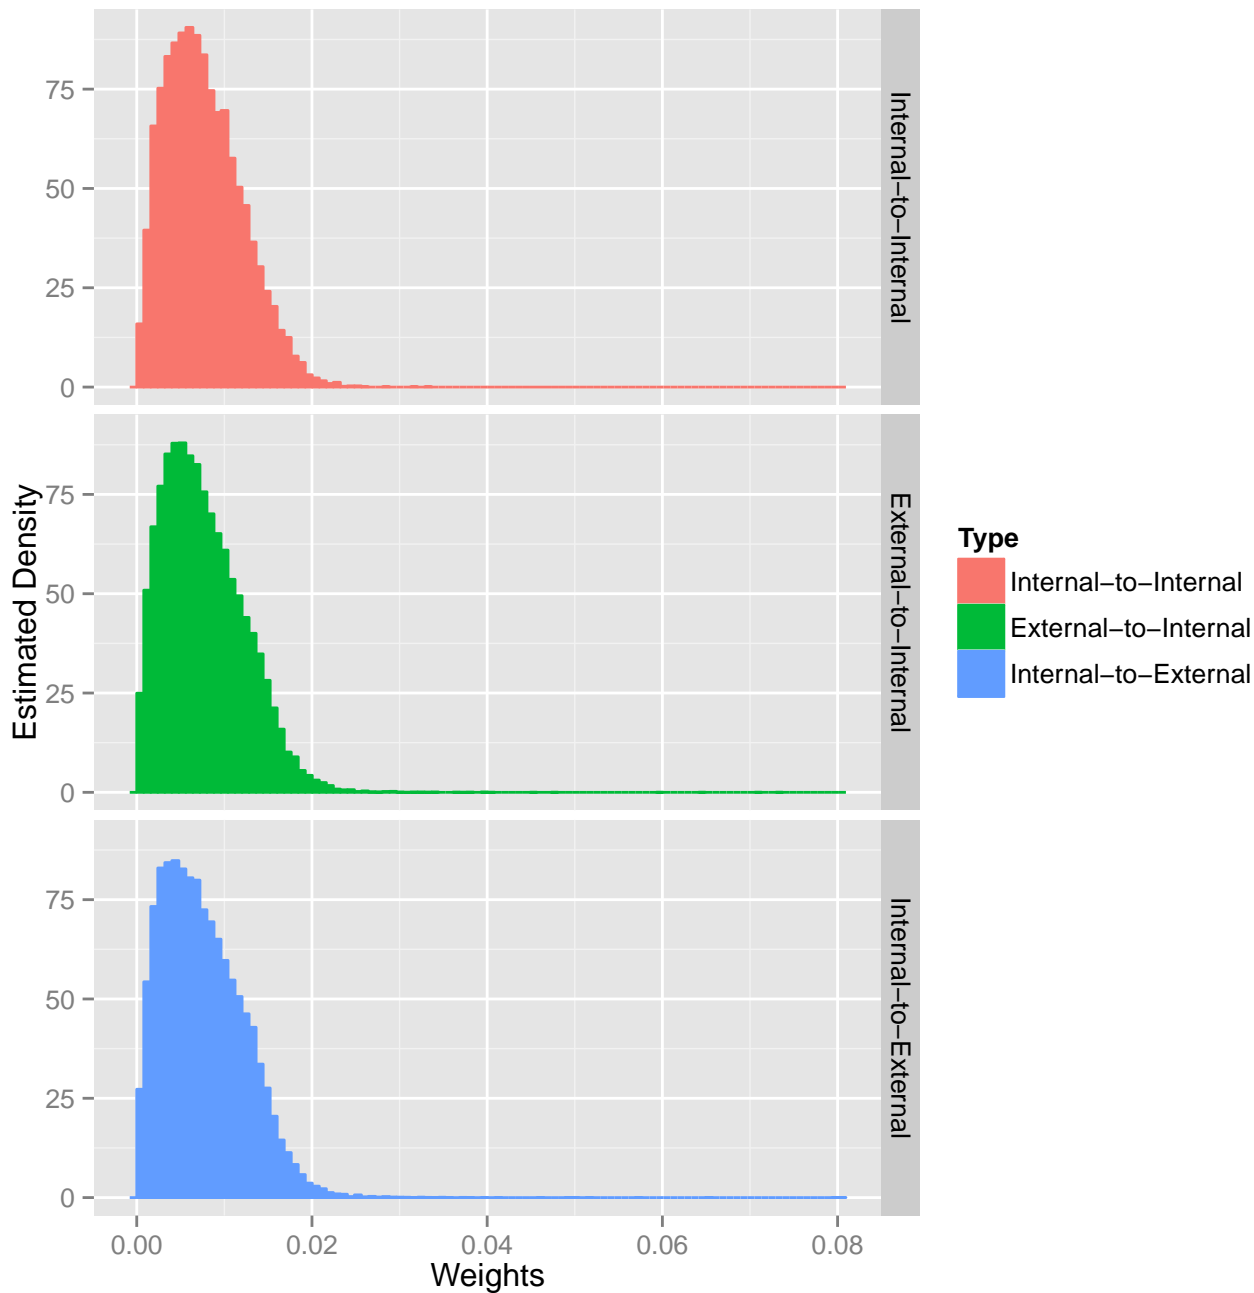 75
50
25
0
Internal−to−Internal
Estimated Density
75
50
25
0
External−to−Internal
75
50
25
0
Internal−to−External
0.00
0.02
0.04
0.06
0.08
Weights
Type
Internal−to−Internal
External−to−Internal
Internal−to−External